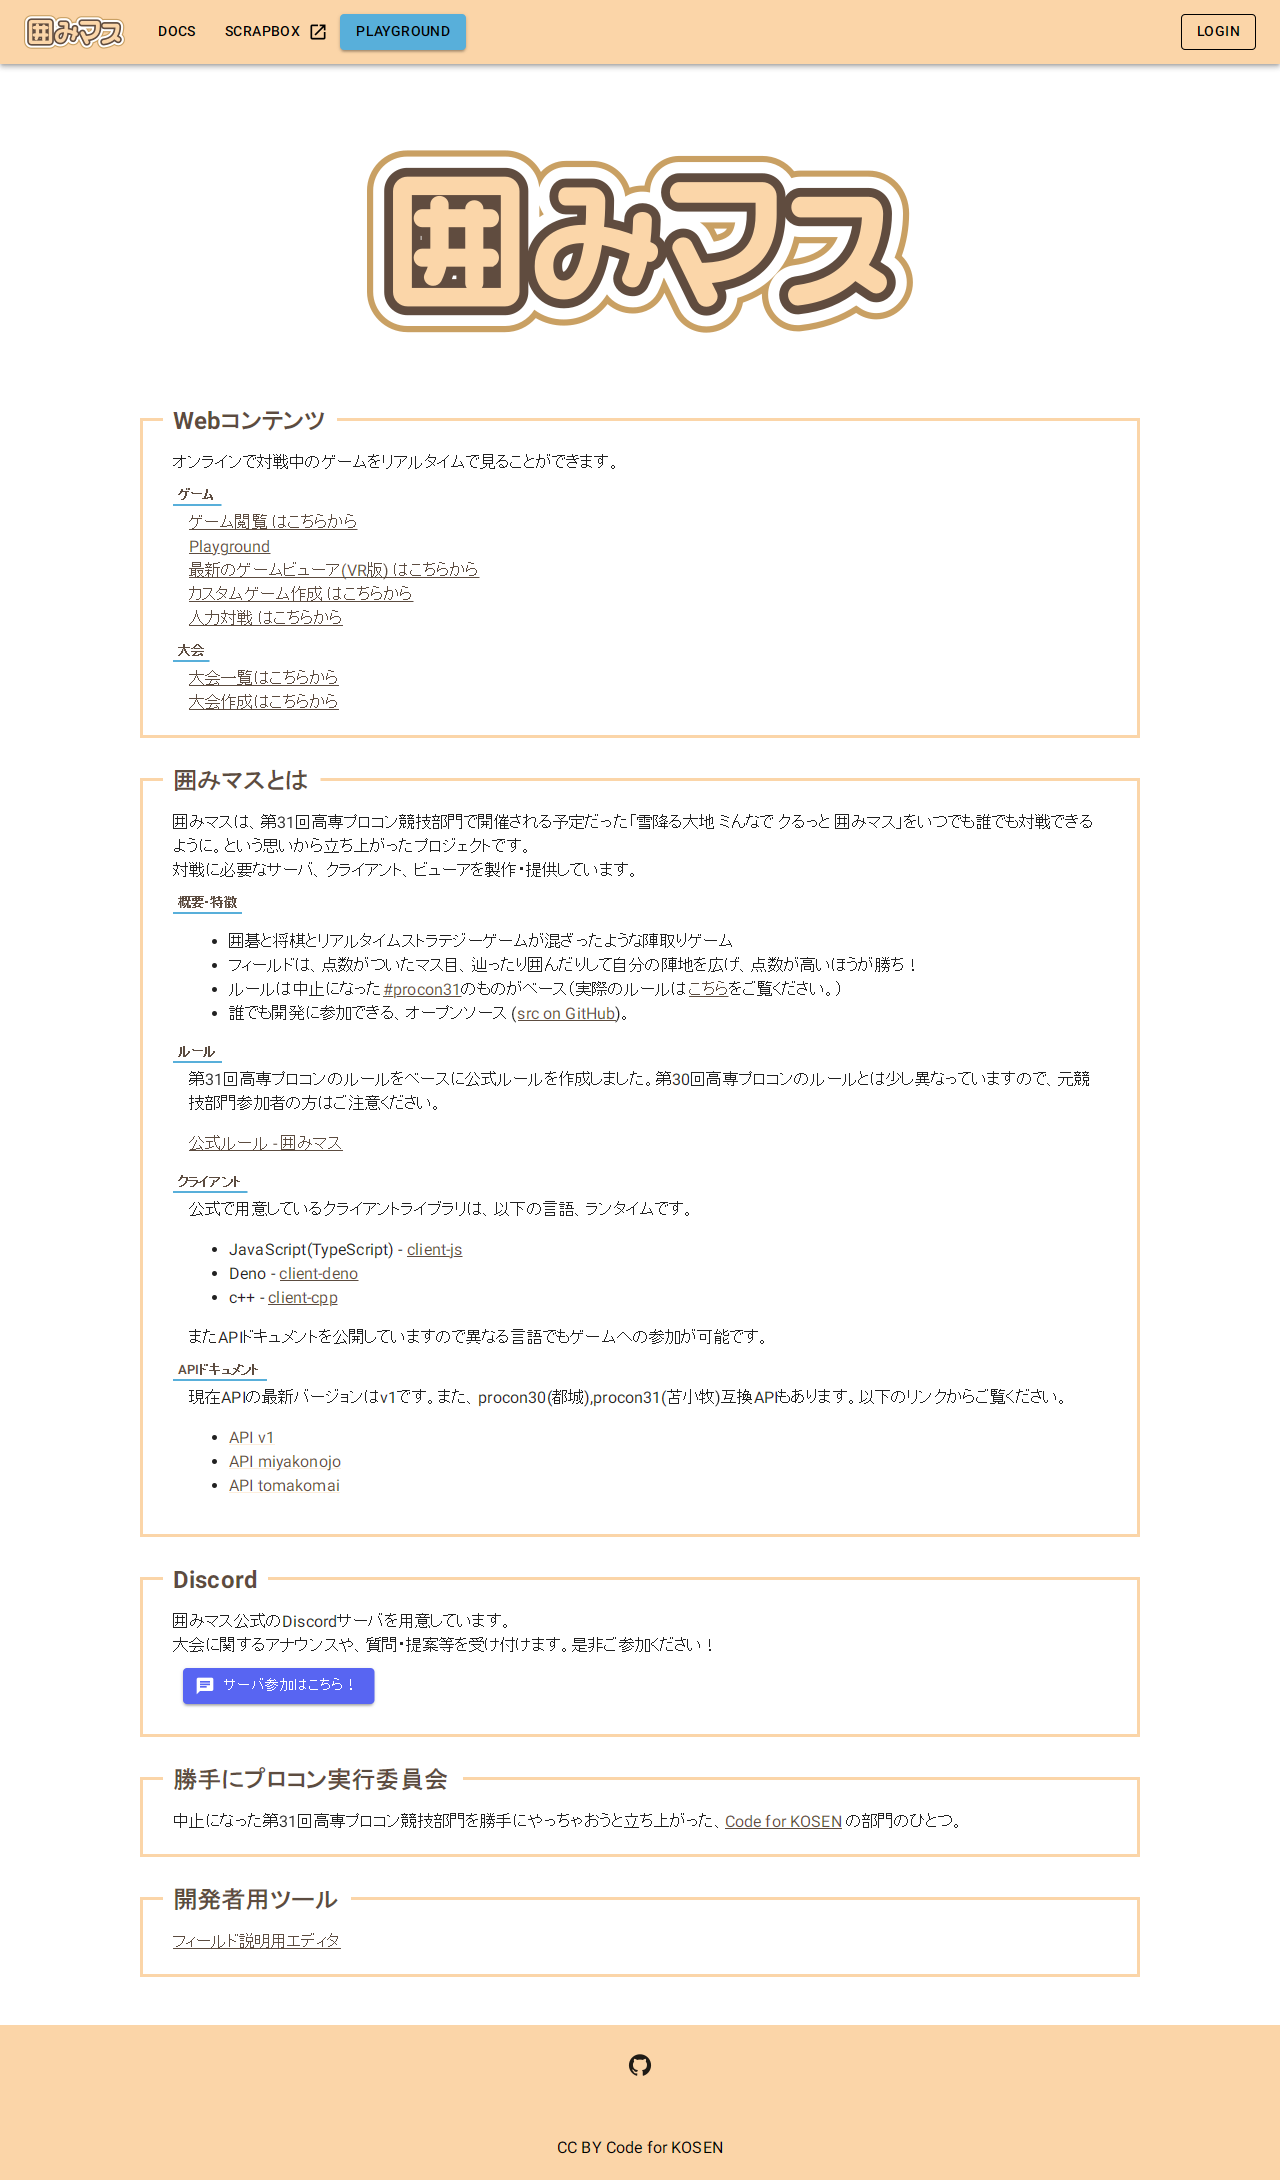 囲みマス DOCS SCRAPBOX PLAYGROUND LOGIN
囲みマス
Webコンテンツ
オンラインで対戦中のゲームをリアルタイムで見ることができます。
ゲーム
ゲーム閲覧 はこちらから
Playground
最新のゲームビューア(VR版) はこちらから
カスタムゲーム作成 はこちらから
人力対戦 はこちらから
大会
大会一覧はこちらから
大会作成はこちらから
囲みマスとは
囲みマスは、第31回高専プロコン競技部門で開催される予定だった「雪降る大地 ミんなで クるっと 囲みマス」をいつでも誰でも対戦できる
ように。という思いから立ち上がったプロジェクトです。
対戦に必要なサーバ、クライアント、ビューアを製作・提供しています。
概要・特徴
囲碁と将棋とリアルタイムストラテジーゲームが混ざったような陣取りゲーム
フィールドは、点数がついたマス目、辿ったり囲んだりして自分の陣地を広げ、点数が高いほうが勝ち！
ルールは中止になった #procon31のものがベース（実際のルールはこちらをご覧ください。）
誰でも開発に参加できる、オープンソース (src on GitHub)。
ルール
第31回高専プロコンのルールをベースに公式ルールを作成しました。第30回高専プロコンのルールとは少し異なっていますので、元競
技部門参加者の方はご注意ください。
公式ルール - 囲みマス
クライアント
公式で用意しているクライアントライブラリは、以下の言語、ランタイムです。
JavaScript(TypeScript) - client-js
Deno - client-deno
c++ - client-cpp
またAPIドキュメントを公開していますので異なる言語でもゲームへの参加が可能です。
APIドキュメント
現在APIの最新バージョンはv1です。また、procon30(都城),procon31(苫小牧)互換APIもあります。以下のリンクからご覧ください。
API v1
API miyakonojo
API tomakomai
Discord
囲みマス公式のDiscordサーバを用意しています。
大会に関するアナウンスや、質問・提案等を受け付けます。是非ご参加ください！
サーバ参加はこちら！
勝手にプロコン実行委員会
中止になった第31回高専プロコン競技部門を勝手にやっちゃおうと立ち上がった、Code for KOSEN の部門のひとつ。
開発者用ツール
フィールド説明用エディタ
CC BY Code for KOSEN